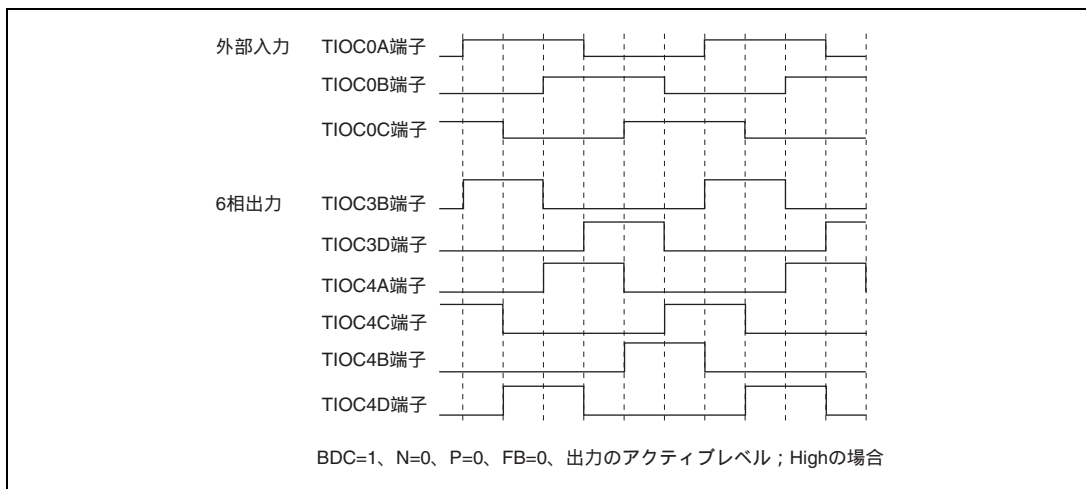 外部入力 TIOC0A端子
TIOC0B端子
TIOC0C端子
6相出力 TIOC3B端子
TIOC3D端子
TIOC4A端子
TIOC4C端子
TIOC4B端子
TIOC4D端子
BDC=1、N=0、P=0、FB=0、出力のアクティブレベル；Highの場合